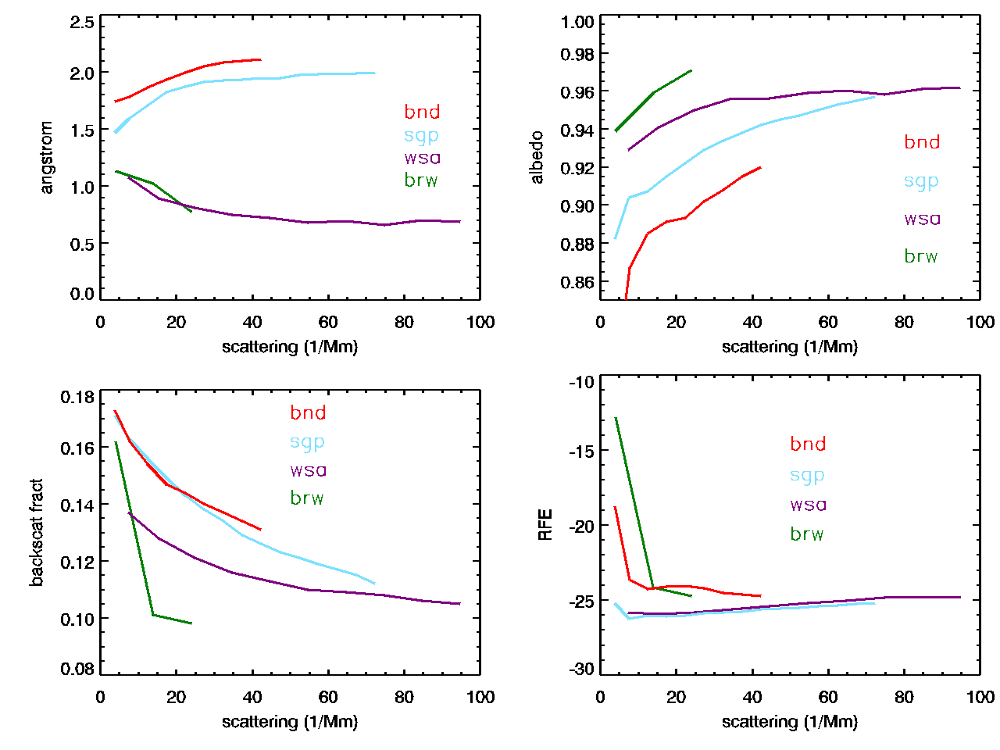 2.5
2.0
1.5
1.0
0.5
0.0
angstrom
bnd
sgp
wsa
brw
0 20 40 60 80 100
scattering (1/Mm)
1.00
0.98
0.96
0.94
0.92
0.90
0.88
0.86
albedo
bnd
sgp
wsa
brw
0 20 40 60 80 100
scattering (1/Mm)
0.18
0.16
0.14
0.12
0.10
0.08
backscat fract
bnd
sgp
wsa
brw
0 20 40 60 80 100
scattering (1/Mm)
-10
-15
-20
-25
-30
RFE
bnd
sgp
wsa
brw
0 20 40 60 80 100
scattering (1/Mm)